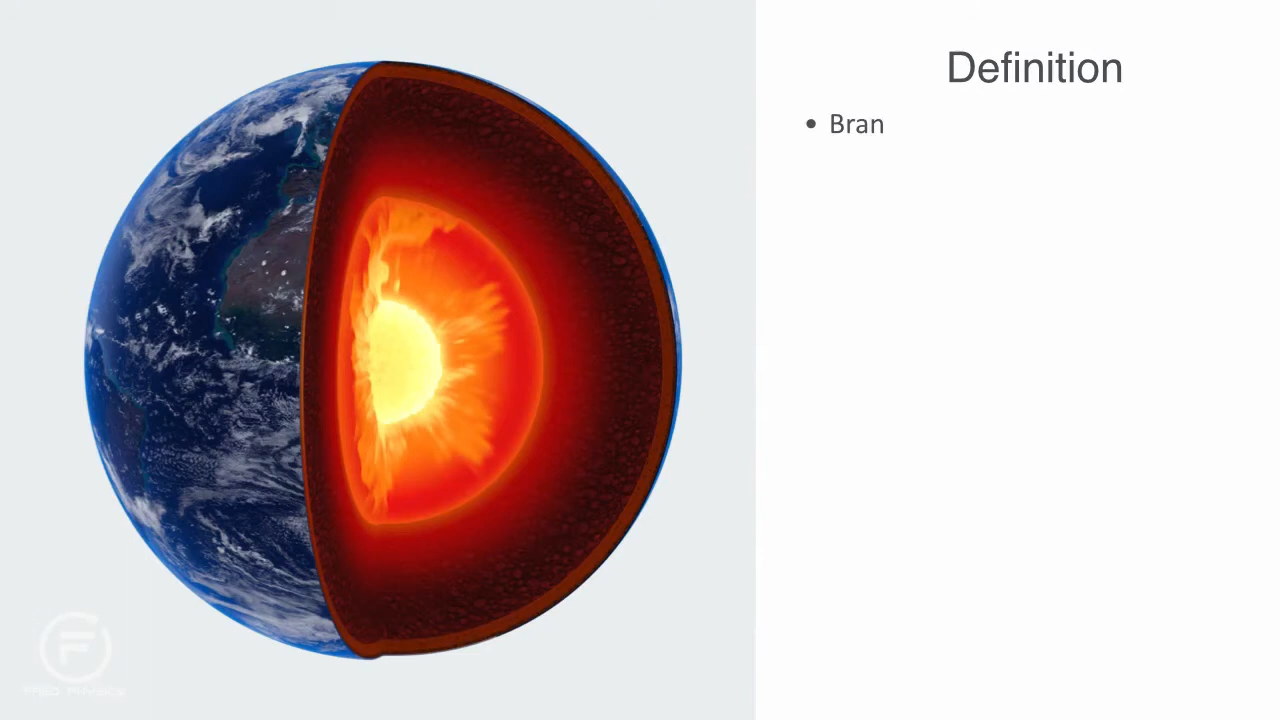 Definition
• Bran
F